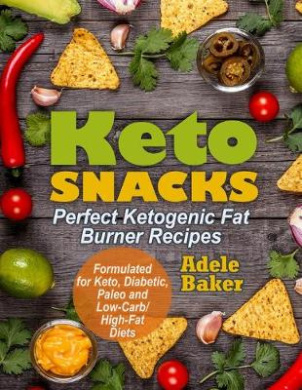 Keto
SNACKS
Perfect Ketogenic Fat
Burner Recipes
Formulated
for Keto, Diabetic,
Paleo and
Low-Carb/
High-Fat
Diets
Adele
Baker